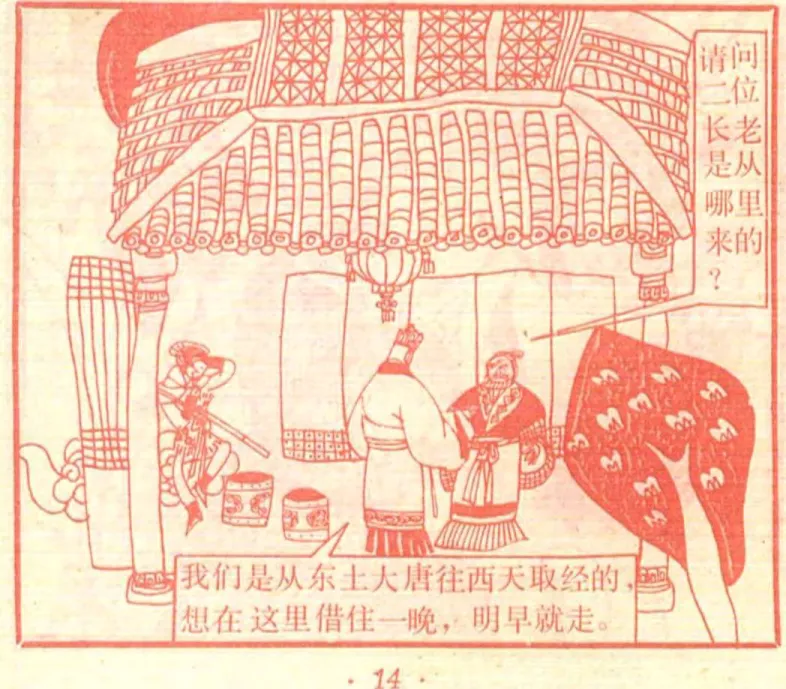 请问
二位
长老
是从
哪里
来的
?
我们是从东土大唐往西天取经的，
想在这里借住一晚，明早就走。
· 14 ·